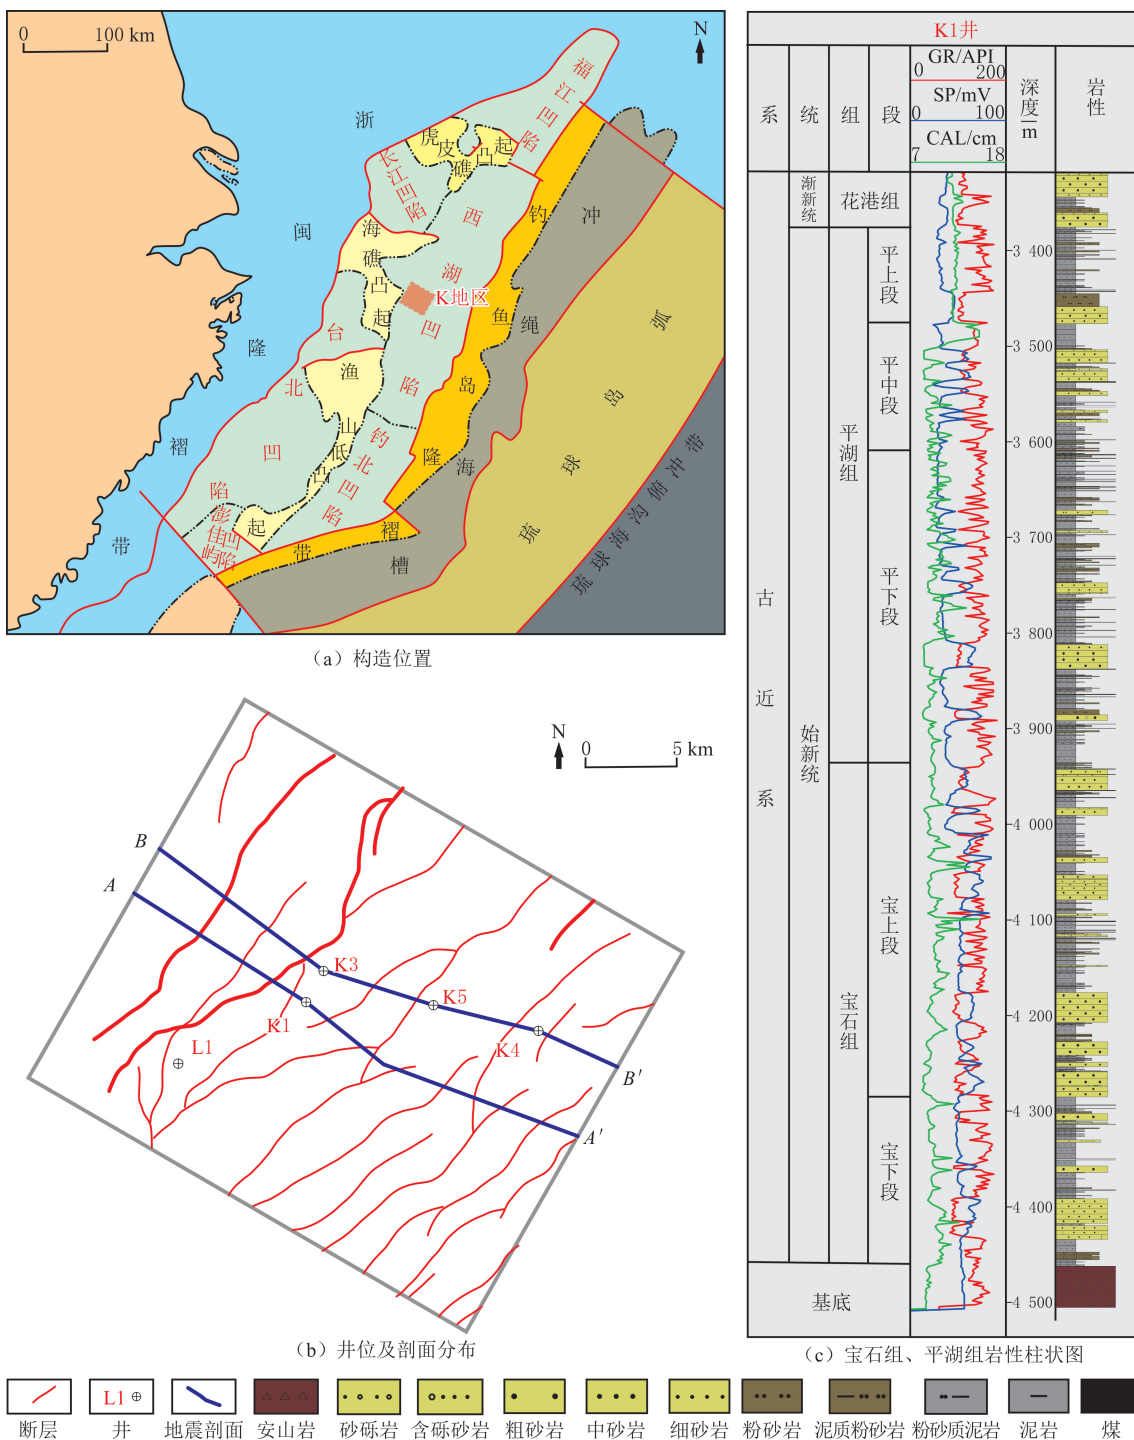 0 100 km
N
浙
闽
隆
褶
带
福江凹陷
虎皮礁凸起
长江凹陷
西湖凹陷
海礁凸起
K地区
台北凹陷
渔山低凸起
钓北凹陷
澎佳屿凹陷
钓鱼岛隆褶带
冲绳海槽
琉球岛弧
琉球海沟俯冲带
(a) 构造位置
N
0 5 km
B
A
K3
K5
K1
K4
L1
B′
A′
(b) 井位及剖面分布
K1井
系
统
组
段
GR/API
0 200
SP/mV
0 100
CAL/cm
7 18
深度/m
岩性
古近系
渐新统
始新统
花港组
平湖组
宝石组
平上段
平中段
平下段
宝上段
宝下段
基底
3 400
3 500
3 600
3 700
3 800
3 900
4 000
4 100
4 200
4 300
4 400
4 500
(c) 宝石组、平湖组岩性柱状图
L1
断层 井 地震剖面 安山岩 砂砾岩 含砾砂岩 粗砂岩 中砂岩 细砂岩 粉砂岩 泥质粉砂岩 粉砂质泥岩 泥岩 煤